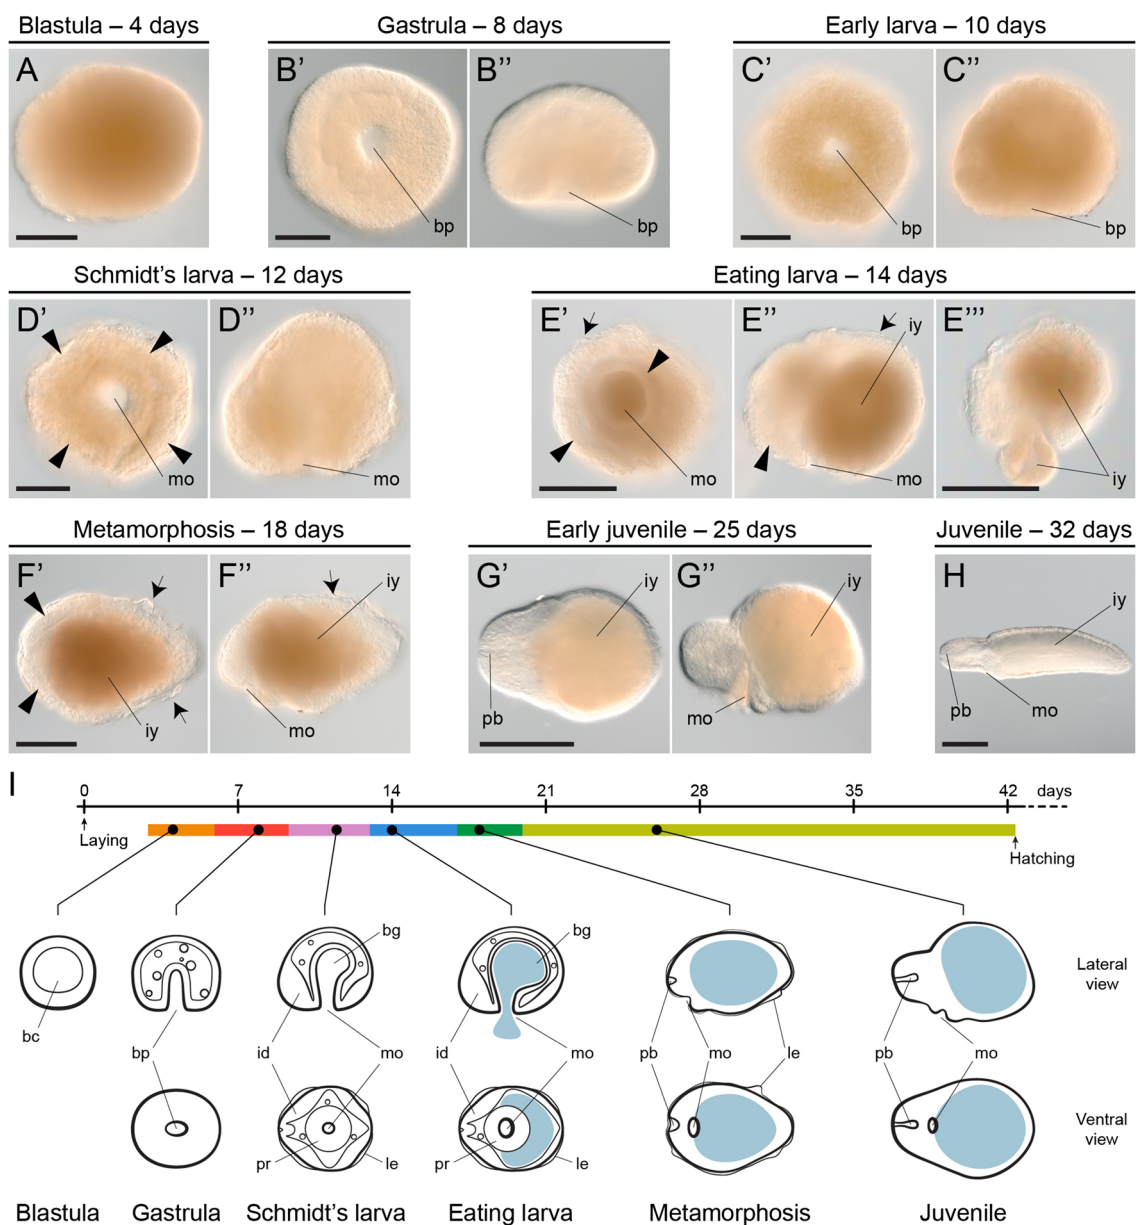 Blastula – 4 days
Gastrula – 8 days
Early larva – 10 days
A
B’
B’’
C’
C’’
bp
bp
bp
bp
Schmidt’s larva – 12 days
Eating larva – 14 days
D’
D’’
E’
E’’
E’’’
iy
mo
mo
mo
mo
iy
Metamorphosis – 18 days
Early juvenile – 25 days
Juvenile – 32 days
F’
F’’
G’
G’’
H
iy
iy
iy
iy
iy
mo
pb
mo
pb
mo
I
0
7
14
21
28
35
42
days
Laying
Hatching
bg
bg
Lateral
view
bc
bp
id
mo
id
mo
pb
mo
le
pb
mo
Ventral
view
pr
le
pr
le
Blastula
Gastrula
Schmidt’s larva
Eating larva
Metamorphosis
Juvenile